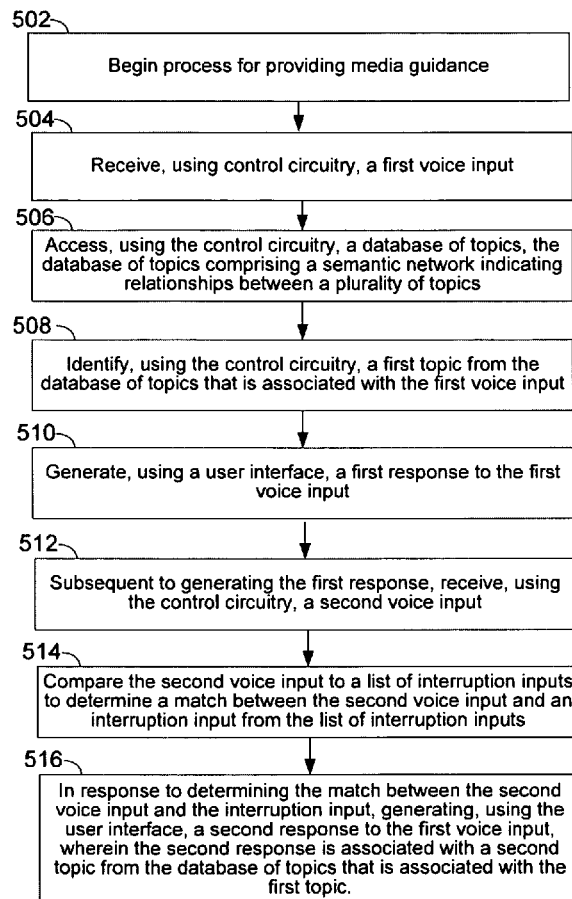 502
Begin process for providing media guidance
504
Receive, using control circuitry, a first voice input
506
Access, using the control circuitry, a database of topics, the
database of topics comprising a semantic network indicating
relationships between a plurality of topics
508
Identify, using the control circuitry, a first topic from the
database of topics that is associated with the first voice input
510
Generate, using a user interface, a first response to the first
voice input
512
Subsequent to generating the first response, receive, using
the control circuitry, a second voice input
514
Compare the second voice input to a list of interruption inputs
to determine a match between the second voice input and an
interruption input from the list of interruption inputs
516
In response to determining the match between the second
voice input and the interruption input, generating, using the
user interface, a second response to the first voice input,
wherein the second response is associated with a second
topic from the database of topics that is associated with the
first topic.